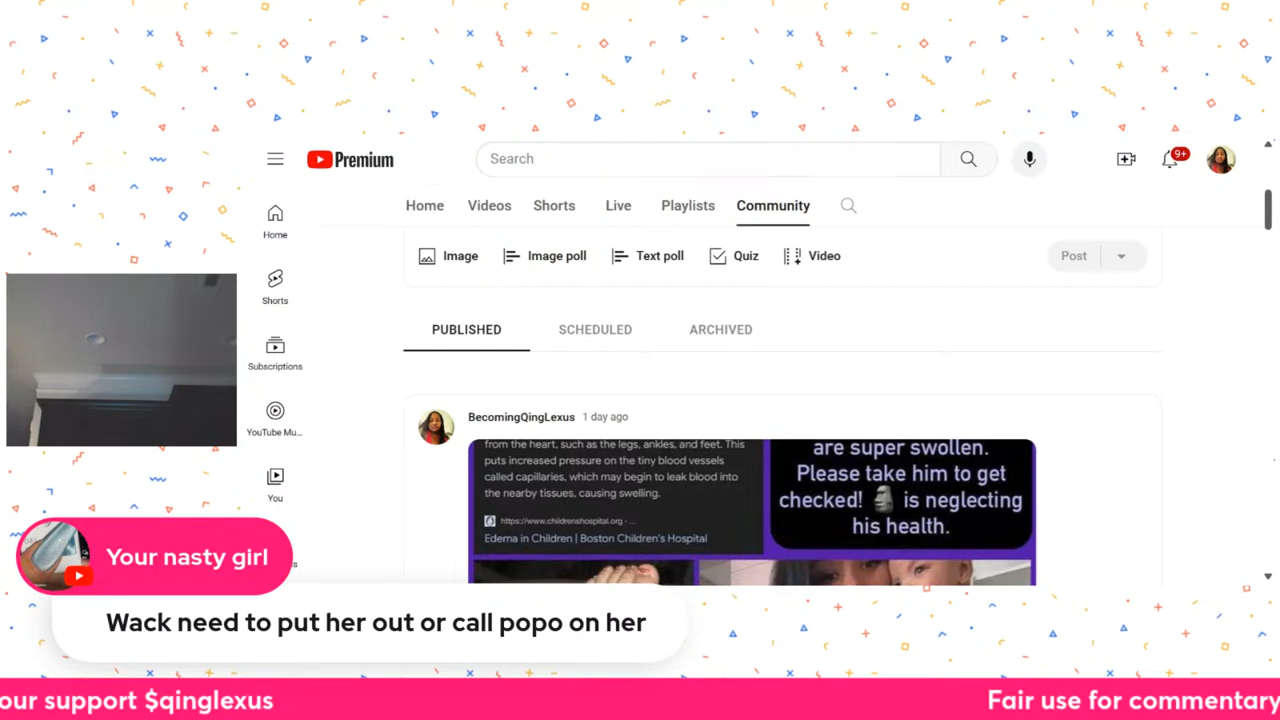 Premium
Search
9+
Home
Videos
Shorts
Live
Playlists
Community
Home
Shorts
Subscriptions
YouTube Mu...
You
Image
Image poll
Text poll
Quiz
Video
Post
PUBLISHED
SCHEDULED
ARCHIVED
BecomingQingLexus 1 day ago
from the heart, such as the legs, ankles, and feet. This
puts increased pressure on the tiny blood vessels
called capillaries, which may begin to leak blood into
the nearby tissues, causing swelling.
https://www.childrenshospital.org › ...
Edema in Children | Boston Children's Hospital
are super swollen.
Please take him to get
checked! 🗿 is neglecting
his health.
Your nasty girl
Wack need to put her out or call popo on her
our support $qinglexus
Fair use for commentary